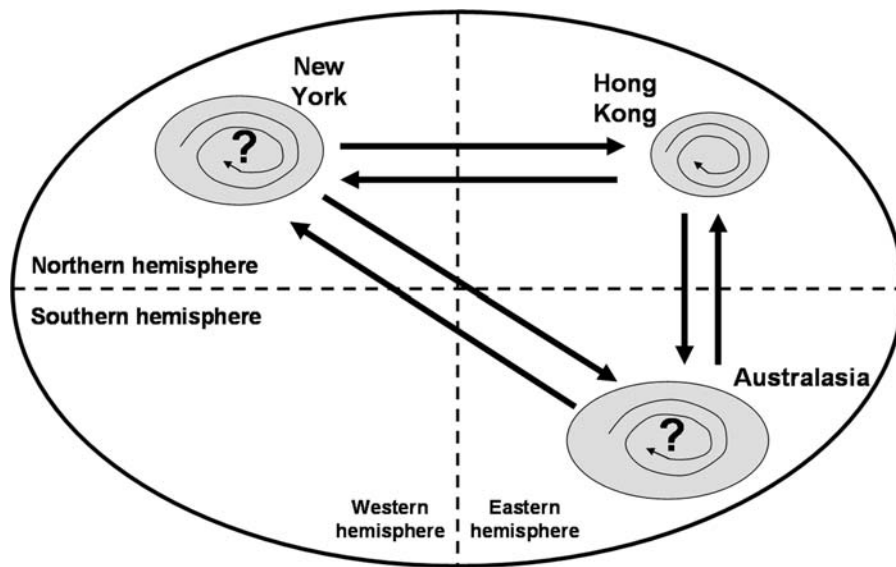 New
York
Hong
Kong
?
Northern hemisphere
Southern hemisphere
Australasia
?
Western
hemisphere
Eastern
hemisphere